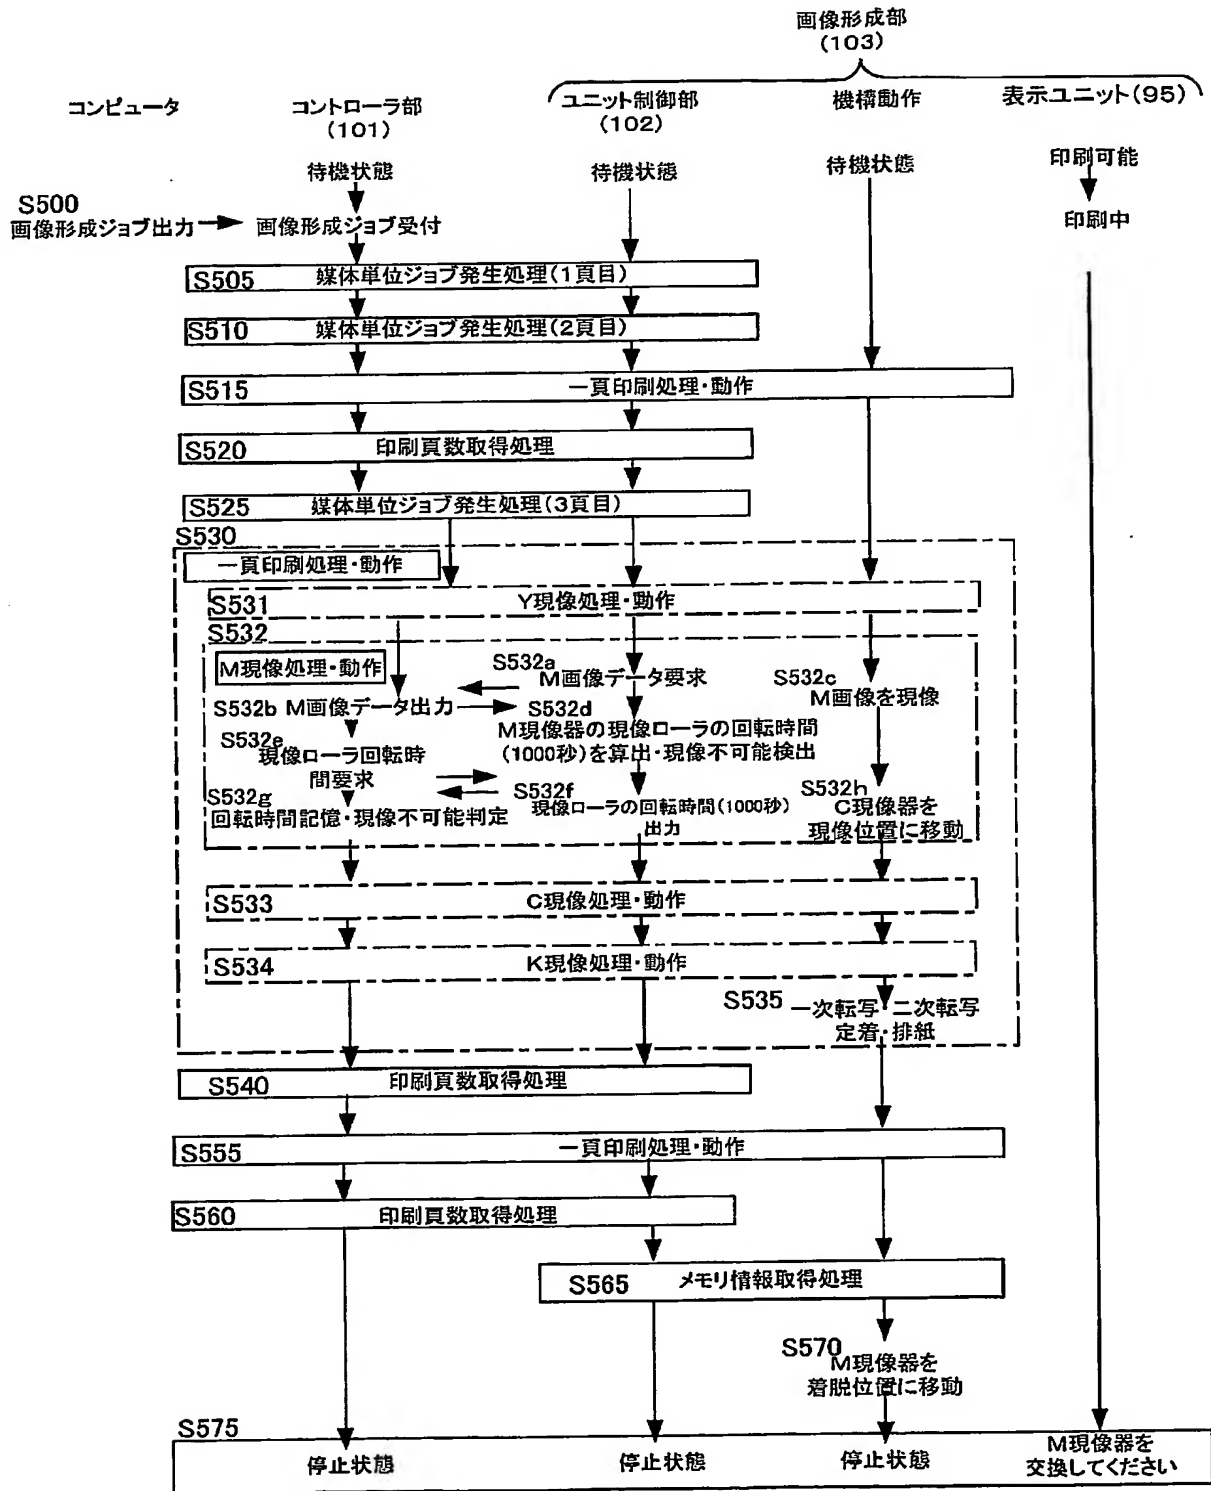 画像形成部
(103)
コンピュータ
コントローラ部
(101)
ユニット制御部
(102)
機構動作
表示ユニット(95)
待機状態
待機状態
待機状態
印刷可能
S500
画像形成ジョブ出力
画像形成ジョブ受付
印刷中
S505 媒体単位ジョブ発生処理(1頁目)
S510 媒体単位ジョブ発生処理(2頁目)
S515 一頁印刷処理・動作
S520 印刷頁数取得処理
S525 媒体単位ジョブ発生処理(3頁目)
S530
一頁印刷処理・動作
S531 Y現像処理・動作
S532
M現像処理・動作
S532a
M画像データ要求
S532c
M画像を現像
S532b M画像データ出力
S532d
M現像器の現像ローラの回転時間
(1000秒)を算出・現像不可能検出
S532e
現像ローラ回転時
間要求
S532f
現像ローラの回転時間(1000秒)
出力
S532g
回転時間記憶・現像不可能判定
S532h
C現像器を
現像位置に移動
S533 C現像処理・動作
S534 K現像処理・動作
S535 一次転写・二次転写
定着・排紙
S540 印刷頁数取得処理
S555 一頁印刷処理・動作
S560 印刷頁数取得処理
S565 メモリ情報取得処理
S570
M現像器を
着脱位置に移動
S575
停止状態
停止状態
停止状態
M現像器を
交換してください